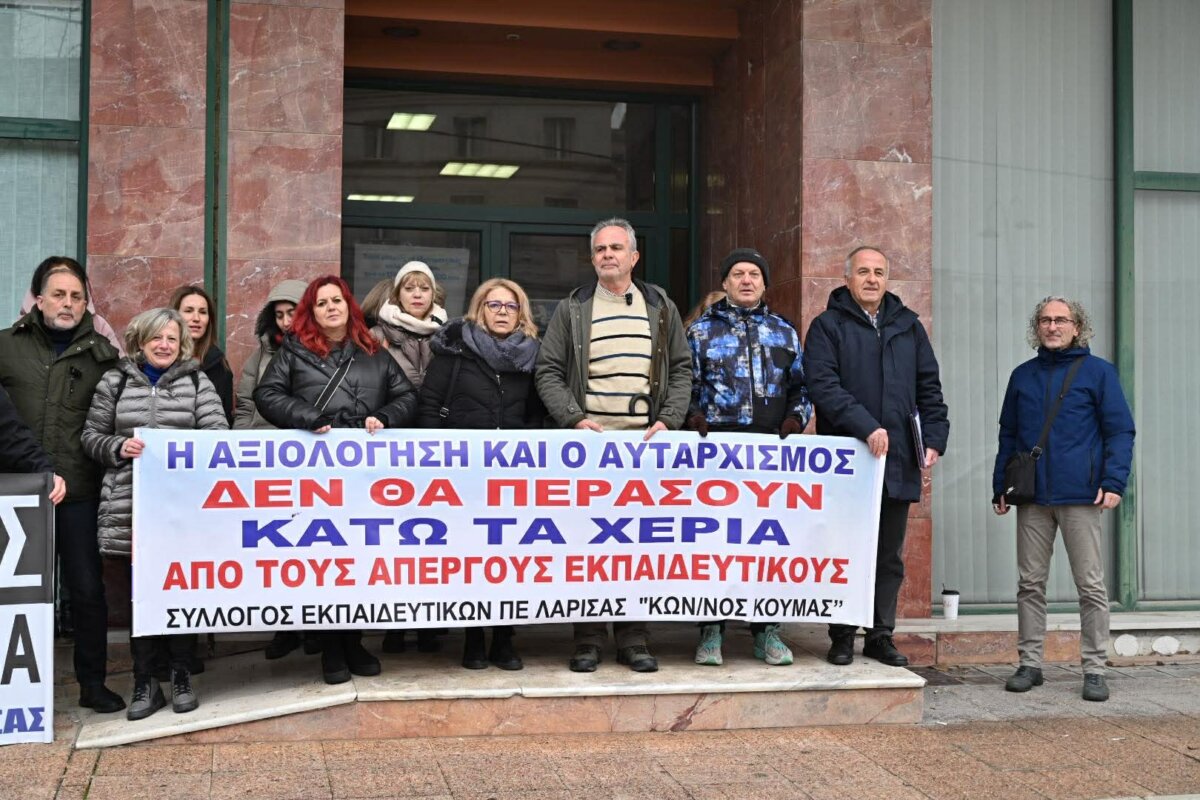 Η ΑΞΙΟΛΟΓΗΣΗ ΚΑΙ Ο ΑΥΤΑΡΧΙΣΜΟΣ
ΔΕΝ ΘΑ ΠΕΡΑΣΟΥΝ
ΚΑΤΩ ΤΑ ΧΕΡΙΑ
ΑΠΟ ΤΟΥΣ ΑΠΕΡΓΟΥΣ ΕΚΠΑΙΔΕΥΤΙΚΟΥΣ
ΣΥΛΛΟΓΟΣ ΕΚΠΑΙΔΕΥΤΙΚΩΝ ΠΕ ΛΑΡΙΣΑΣ "ΚΩΝ/ΝΟΣ ΚΟΥΜΑΣ"
Σ
Α
ΣΑΣ